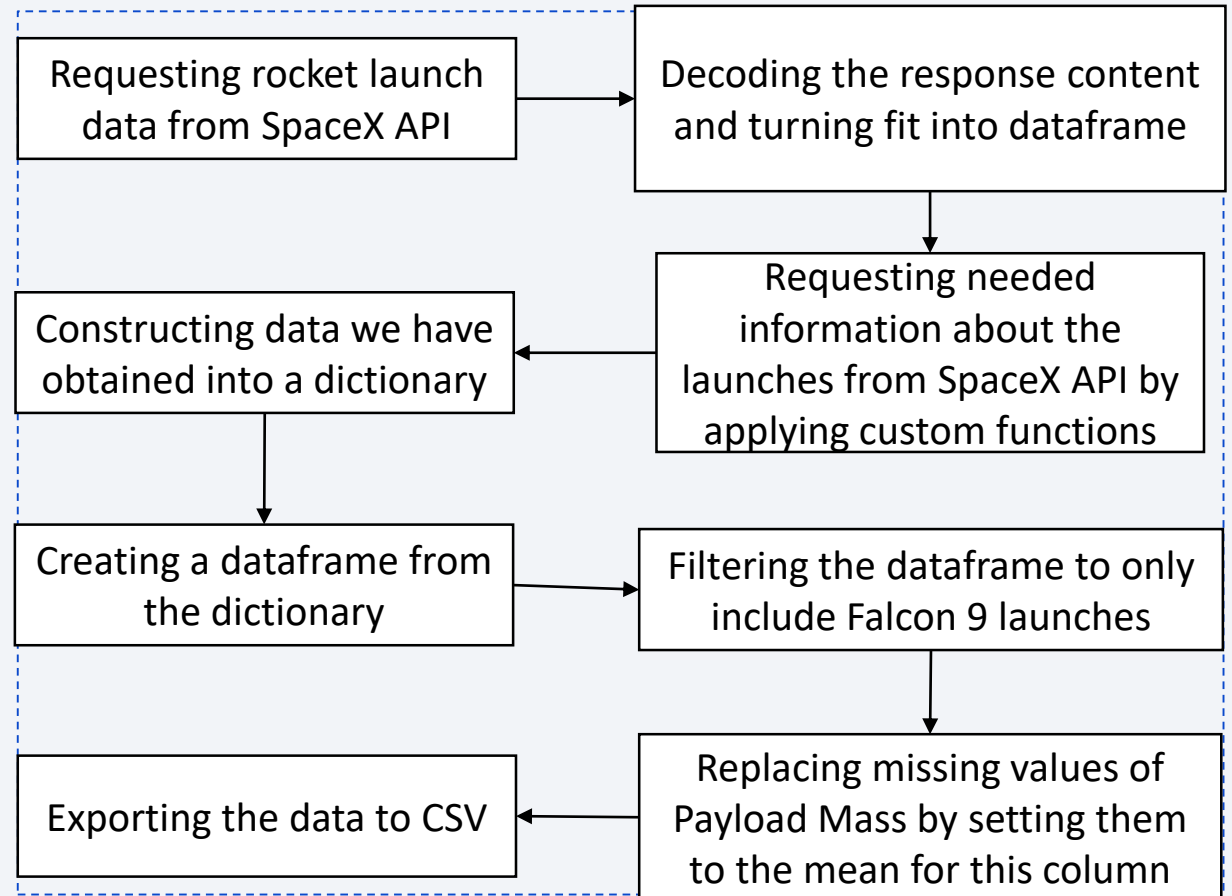 Requesting rocket launch
data from SpaceX API
Decoding the response content
and turning fit into dataframe
Requesting needed
information about the
launches from SpaceX API by
applying custom functions
Constructing data we have
obtained into a dictionary
Creating a dataframe from
the dictionary
Filtering the dataframe to only
include Falcon 9 launches
Replacing missing values of
Payload Mass by setting them
to the mean for this column
Exporting the data to CSV